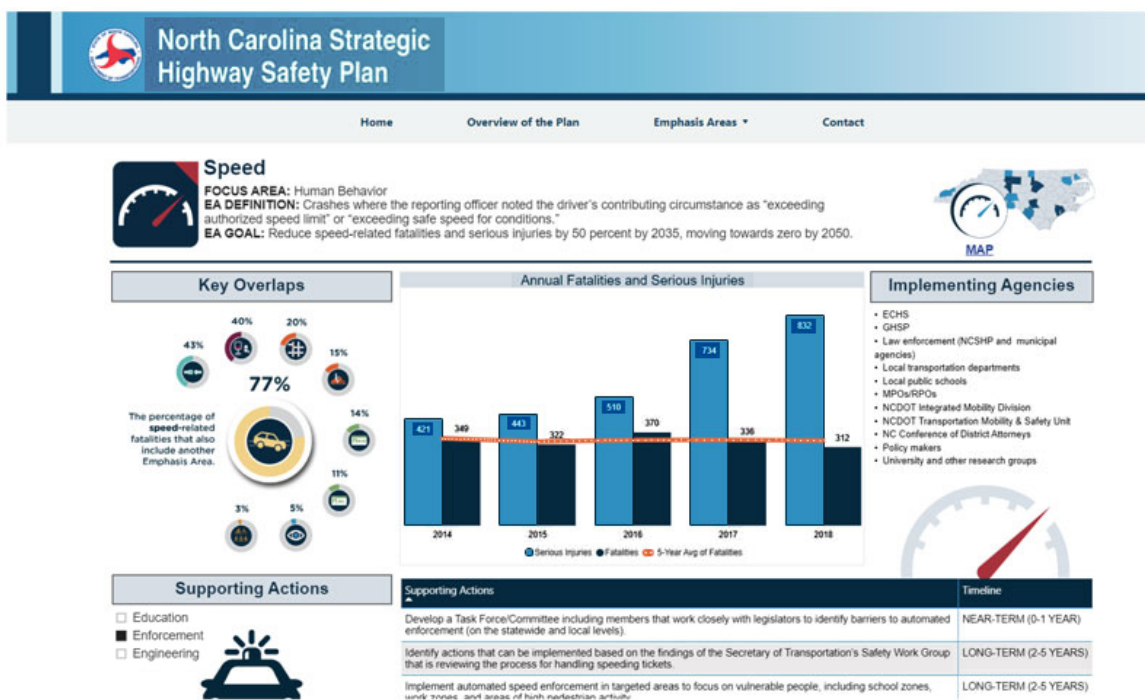 North Carolina Strategic
Highway Safety Plan
Home
Overview of the Plan
Emphasis Areas
Contact
Speed
FOCUS AREA: Human Behavior
EA DEFINITION: Crashes where the reporting officer noted the driver's contributing circumstance as "exceeding
authorized speed limit" or "exceeding safe speed for conditions."
EA GOAL: Reduce speed-related fatalities and serious injuries by 50 percent by 2035, moving towards zero by 2050.
MAP
Key Overlaps
40%
20%
43%
15%
77%
14%
The percentage of
speed-related
fatalities that also
include another
Emphasis Area.
11%
3%
5%
Annual Fatalities and Serious Injuries
421
349
443
322
510
370
734
336
832
312
2014
2015
2016
2017
2018
Serious Injuries
Fatalities
5-Year Avg of Fatalities
Implementing Agencies
• ECHS
• GHSP
• Law enforcement (NCSHP and municipal
agencies)
• Local transportation departments
• Local public schools
• MPOs/RPOs
• NCDOT Integrated Mobility Division
• NCDOT Transportation Mobility & Safety Unit
• NC Conference of District Attorneys
• Policy makers
• University and other research groups
Supporting Actions
Education
Enforcement
Engineering
Supporting Actions
Timeline
Develop a Task Force/Committee including members that work closely with legislators to identify barriers to automated
enforcement (on the statewide and local levels).
NEAR-TERM (0-1 YEAR)
Identify actions that can be implemented based on the findings of the Secretary of Transportation's Safety Work Group
that is reviewing the process for handling speeding tickets.
LONG-TERM (2-5 YEARS)
Implement automated speed enforcement in targeted areas to focus on vulnerable people, including school zones,
work zones, and areas of high pedestrian activity.
LONG-TERM (2-5 YEARS)